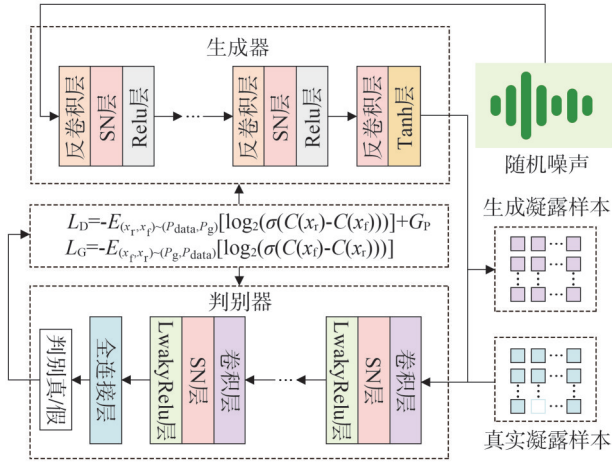 生成器
反卷积层
SN层
Relu层
...
反卷积层
SN层
Relu层
反卷积层
Tanh层
随机噪声
L_D=-E_{(x_r,x_f)~(P_data,P_g)}[log_2(σ(C(x_r)-C(x_f)))]+G_P
L_G=-E_{(x_f,x_r)~(P_g,P_data)}[log_2(σ(C(x_f)-C(x_r)))]
生成凝露样本
判别器
判别真/假
全连接层
LwakyRelu层
SN层
卷积层
...
LwakyRelu层
SN层
卷积层
真实凝露样本